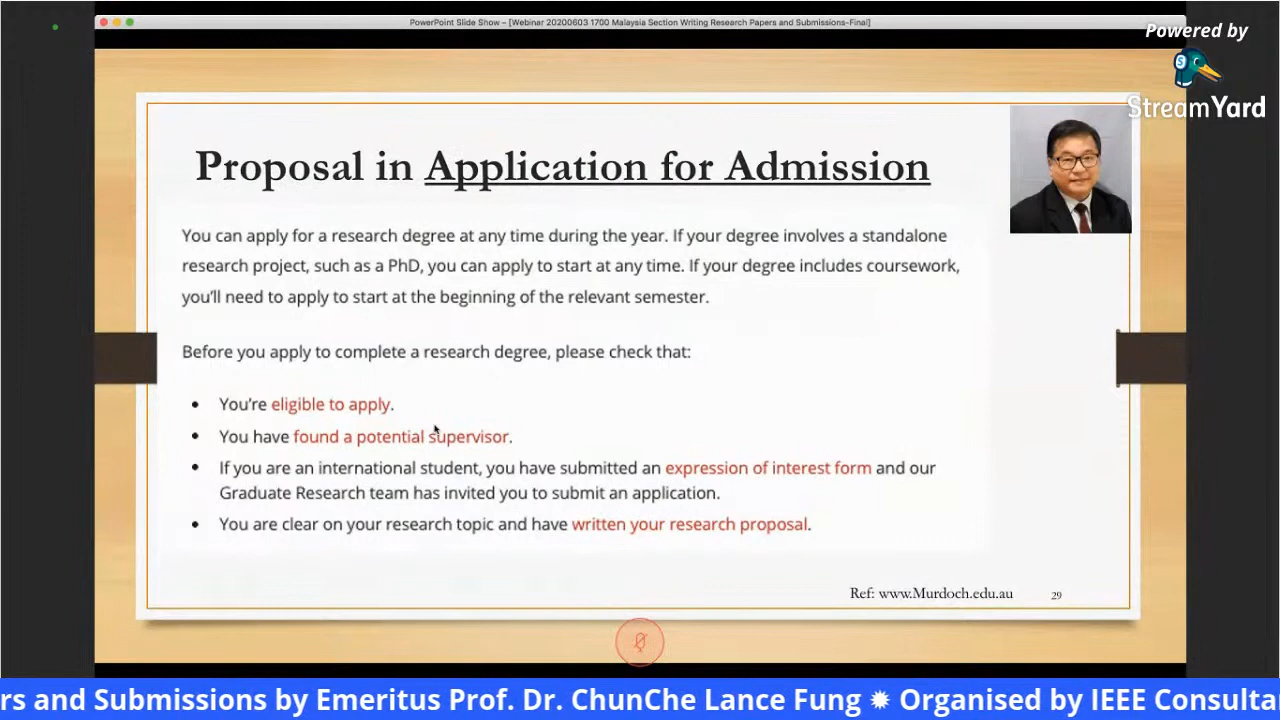 PowerPoint Slide Show – [Webinar 20200603 1700 Malaysia Section Writing Research Papers and Submissions-Final]
Powered by
StreamYard
Proposal in Application for Admission
You can apply for a research degree at any time during the year. If your degree involves a standalone
research project, such as a PhD, you can apply to start at any time. If your degree includes coursework,
you'll need to apply to start at the beginning of the relevant semester.
Before you apply to complete a research degree, please check that:
• You're eligible to apply.
• You have found a potential supervisor.
• If you are an international student, you have submitted an expression of interest form and our
Graduate Research team has invited you to submit an application.
• You are clear on your research topic and have written your research proposal.
Ref: www.Murdoch.edu.au 29
rs and Submissions by Emeritus Prof. Dr. ChunChe Lance Fung ✹ Organised by IEEE Consulta